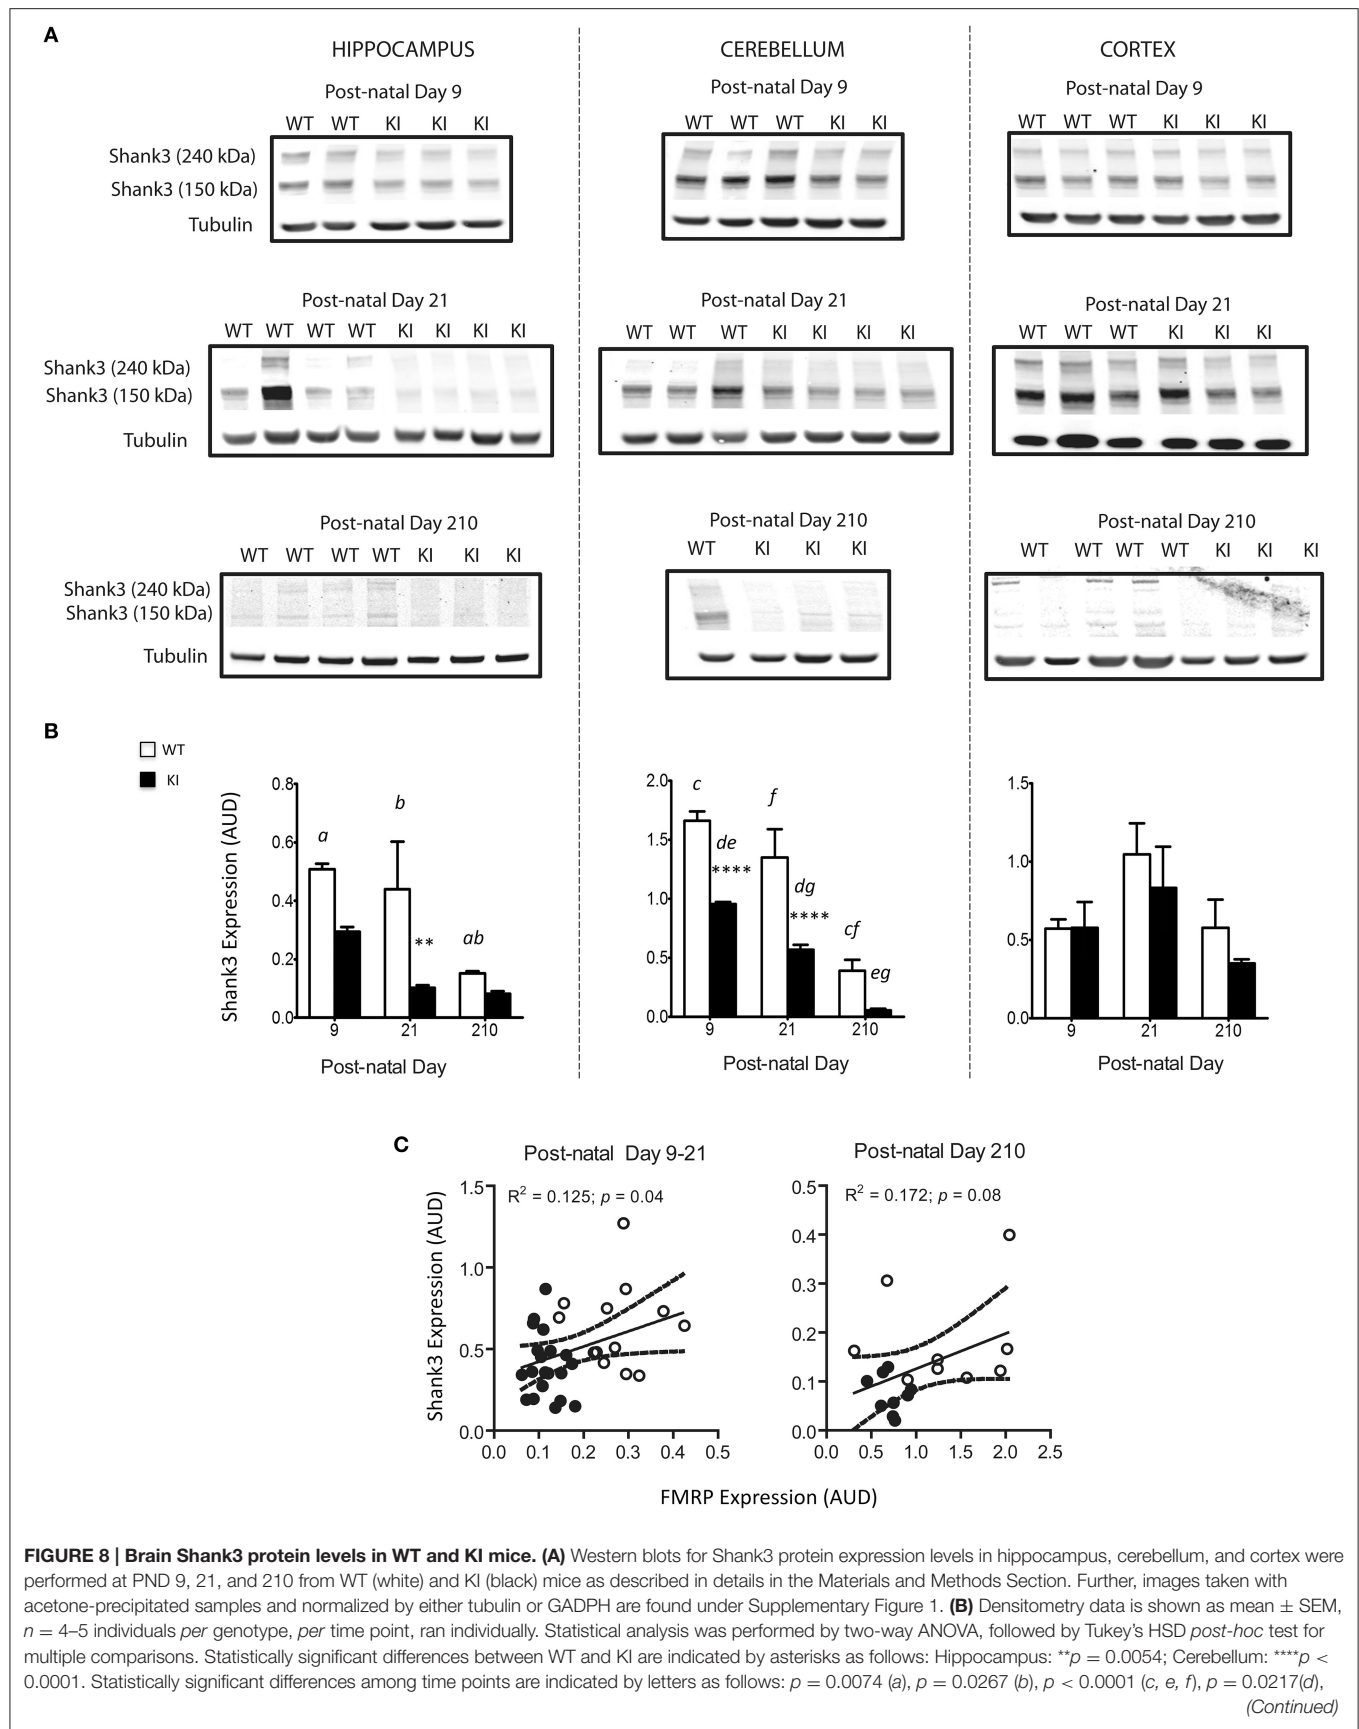 A
HIPPOCAMPUS
CEREBELLUM
CORTEX
Post-natal Day 9
Post-natal Day 9
Post-natal Day 9
WT WT KI KI KI
WT WT WT KI KI
WT WT WT KI KI KI
Shank3 (240 kDa)
Shank3 (150 kDa)
Tubulin
Post-natal Day 21
Post-natal Day 21
Post-natal Day 21
WT WT WT WT KI KI KI KI
WT WT WT KI KI KI KI
WT WT WT KI KI KI
Shank3 (240 kDa)
Shank3 (150 kDa)
Tubulin
Post-natal Day 210
Post-natal Day 210
Post-natal Day 210
WT WT WT WT KI KI KI
WT KI KI KI
WT WT WT WT KI KI KI
Shank3 (240 kDa)
Shank3 (150 kDa)
Tubulin
B
WT
KI
Shank3 Expression (AUD)
0.8
0.6
0.4
0.2
0.0
a
b
**
ab
9 21 210
Post-natal Day
2.0
1.5
1.0
0.5
0.0
c
de
****
f
dg
****
cf
eg
9 21 210
Post-natal Day
1.5
1.0
0.5
0.0
9 21 210
Post-natal Day
C
Post-natal Day 9-21
R² = 0.125; p = 0.04
Shank3 Expression (AUD)
1.5
1.0
0.5
0.0
0.0 0.1 0.2 0.3 0.4 0.5
Post-natal Day 210
R² = 0.172; p = 0.08
0.5
0.4
0.3
0.2
0.1
0.0
0.0 0.5 1.0 1.5 2.0 2.5
FMRP Expression (AUD)
FIGURE 8 | Brain Shank3 protein levels in WT and KI mice. (A) Western blots for Shank3 protein expression levels in hippocampus, cerebellum, and cortex were
performed at PND 9, 21, and 210 from WT (white) and KI (black) mice as described in details in the Materials and Methods Section. Further, images taken with
acetone-precipitated samples and normalized by either tubulin or GADPH are found under Supplementary Figure 1. (B) Densitometry data is shown as mean ± SEM,
n = 4–5 individuals per genotype, per time point, ran individually. Statistical analysis was performed by two-way ANOVA, followed by Tukey's HSD post-hoc test for
multiple comparisons. Statistically significant differences between WT and KI are indicated by asterisks as follows: Hippocampus: **p = 0.0054; Cerebellum: ****p <
0.0001. Statistically significant differences among time points are indicated by letters as follows: p = 0.0074 (a), p = 0.0267 (b), p < 0.0001 (c, e, f), p = 0.0217(d),
(Continued)